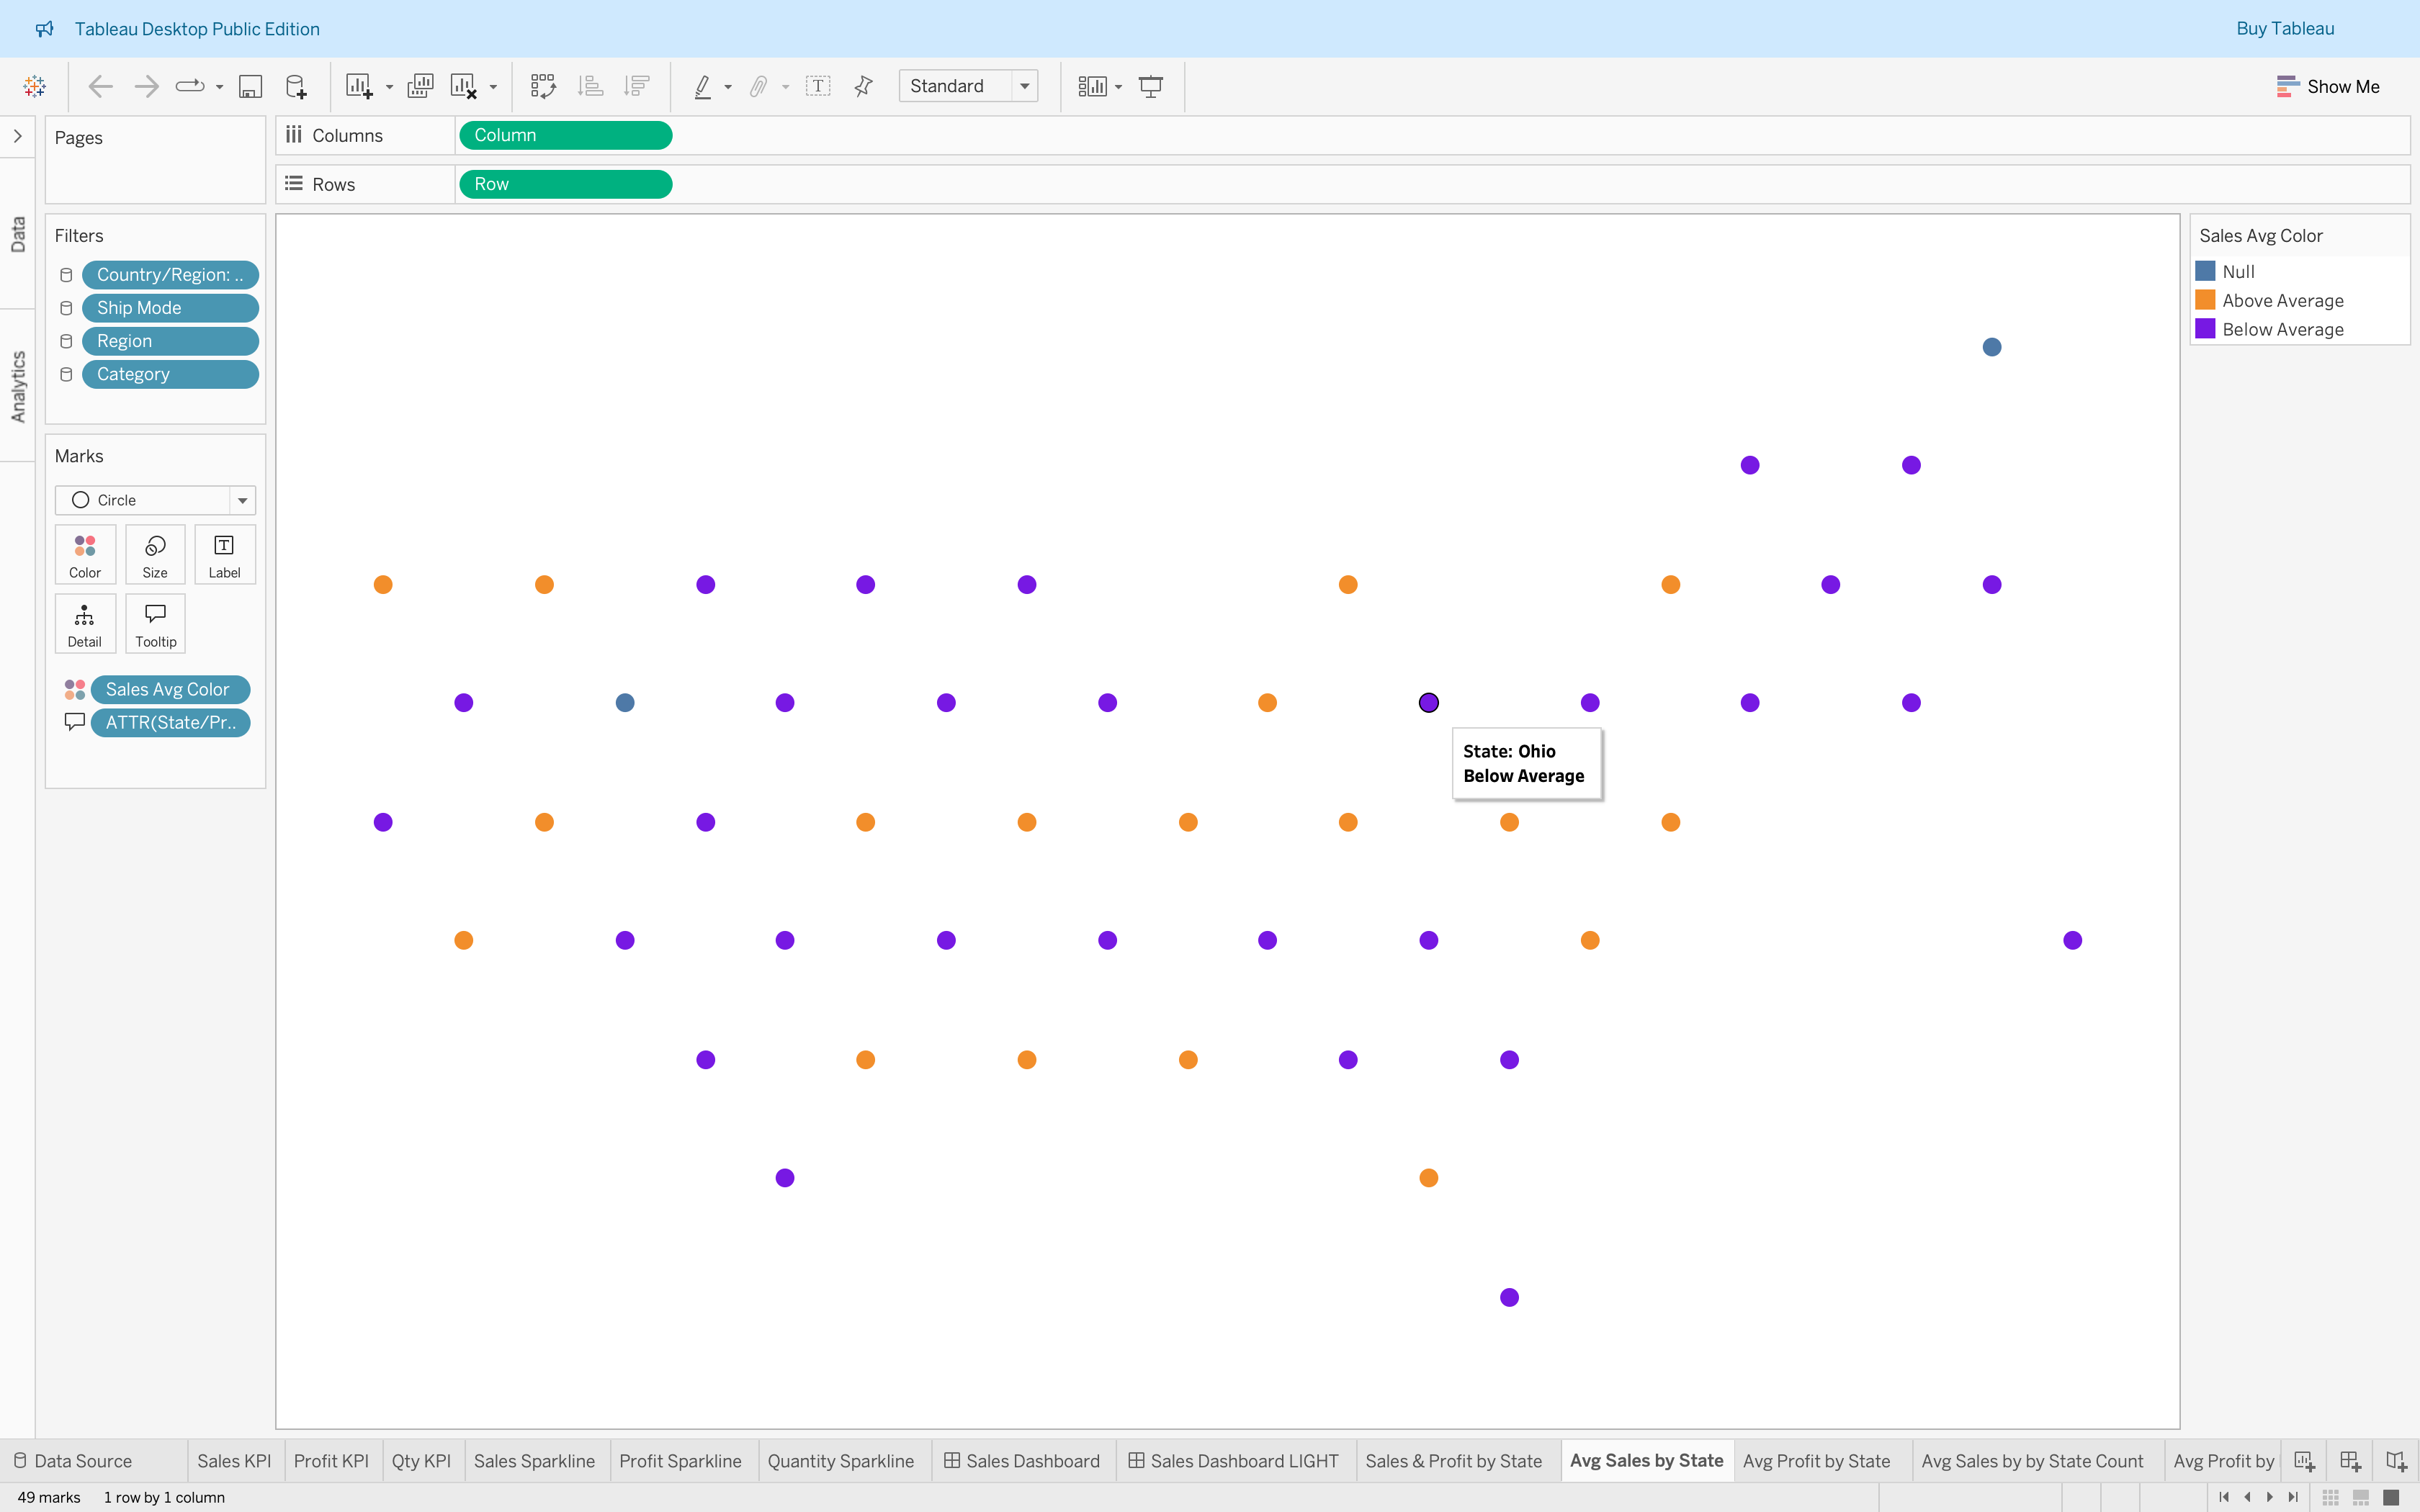 Tableau Desktop Public Edition
Buy Tableau
Standard
Show Me
Data
Analytics
Pages
Columns
Column
Rows
Row
Filters
Country/Region: ..
Ship Mode
Region
Category
Marks
Circle
Color
Size
Label
Detail
Tooltip
Sales Avg Color
ATTR(State/Pr..
State: Ohio
Below Average
Sales Avg Color
Null
Above Average
Below Average
Data Source
Sales KPI
Profit KPI
Qty KPI
Sales Sparkline
Profit Sparkline
Quantity Sparkline
Sales Dashboard
Sales Dashboard LIGHT
Sales & Profit by State
Avg Sales by State
Avg Profit by State
Avg Sales by by State Count
Avg Profit by
49 marks
1 row by 1 column